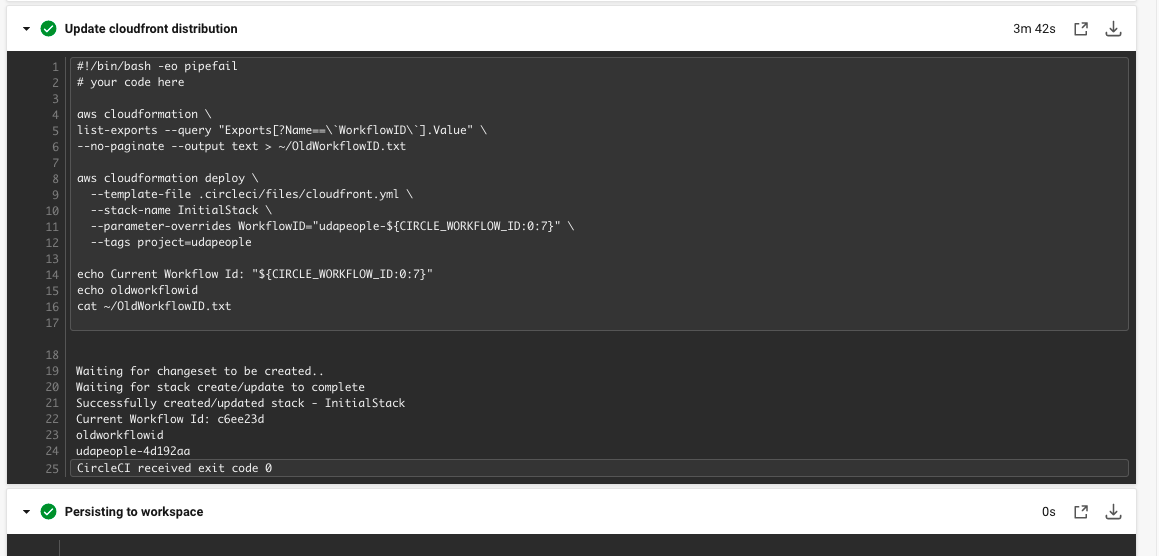 Update cloudfront distribution 3m 42s
1 #!/bin/bash -eo pipefail
2 # your code here
3
4 aws cloudformation \
5 list-exports --query "Exports[?Name==\`WorkflowID\`].Value" \
6 --no-paginate --output text > ~/OldWorkflowID.txt
7
8 aws cloudformation deploy \
9   --template-file .circleci/files/cloudfront.yml \
10   --stack-name InitialStack \
11   --parameter-overrides WorkflowID="udapeople-${CIRCLE_WORKFLOW_ID:0:7}" \
12   --tags project=udapeople
13
14 echo Current Workflow Id: "${CIRCLE_WORKFLOW_ID:0:7}"
15 echo oldworkflowid
16 cat ~/OldWorkflowID.txt
17
18
19 Waiting for changeset to be created..
20 Waiting for stack create/update to complete
21 Successfully created/updated stack - InitialStack
22 Current Workflow Id: c6ee23d
23 oldworkflowid
24 udapeople-4d192aa
25 CircleCI received exit code 0
Persisting to workspace 0s